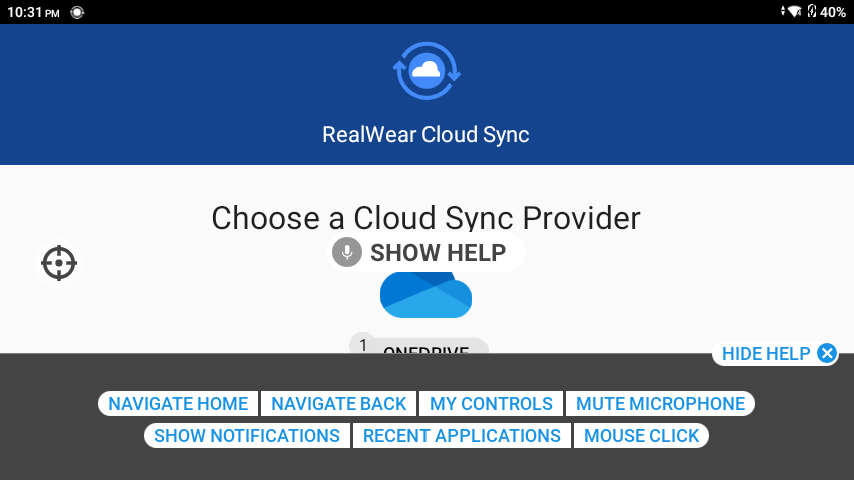 10:31 PM
40%
RealWear Cloud Sync
Choose a Cloud Sync Provider
SHOW HELP
1
ONEDRIVE
HIDE HELP
NAVIGATE HOME
NAVIGATE BACK
MY CONTROLS
MUTE MICROPHONE
SHOW NOTIFICATIONS
RECENT APPLICATIONS
MOUSE CLICK